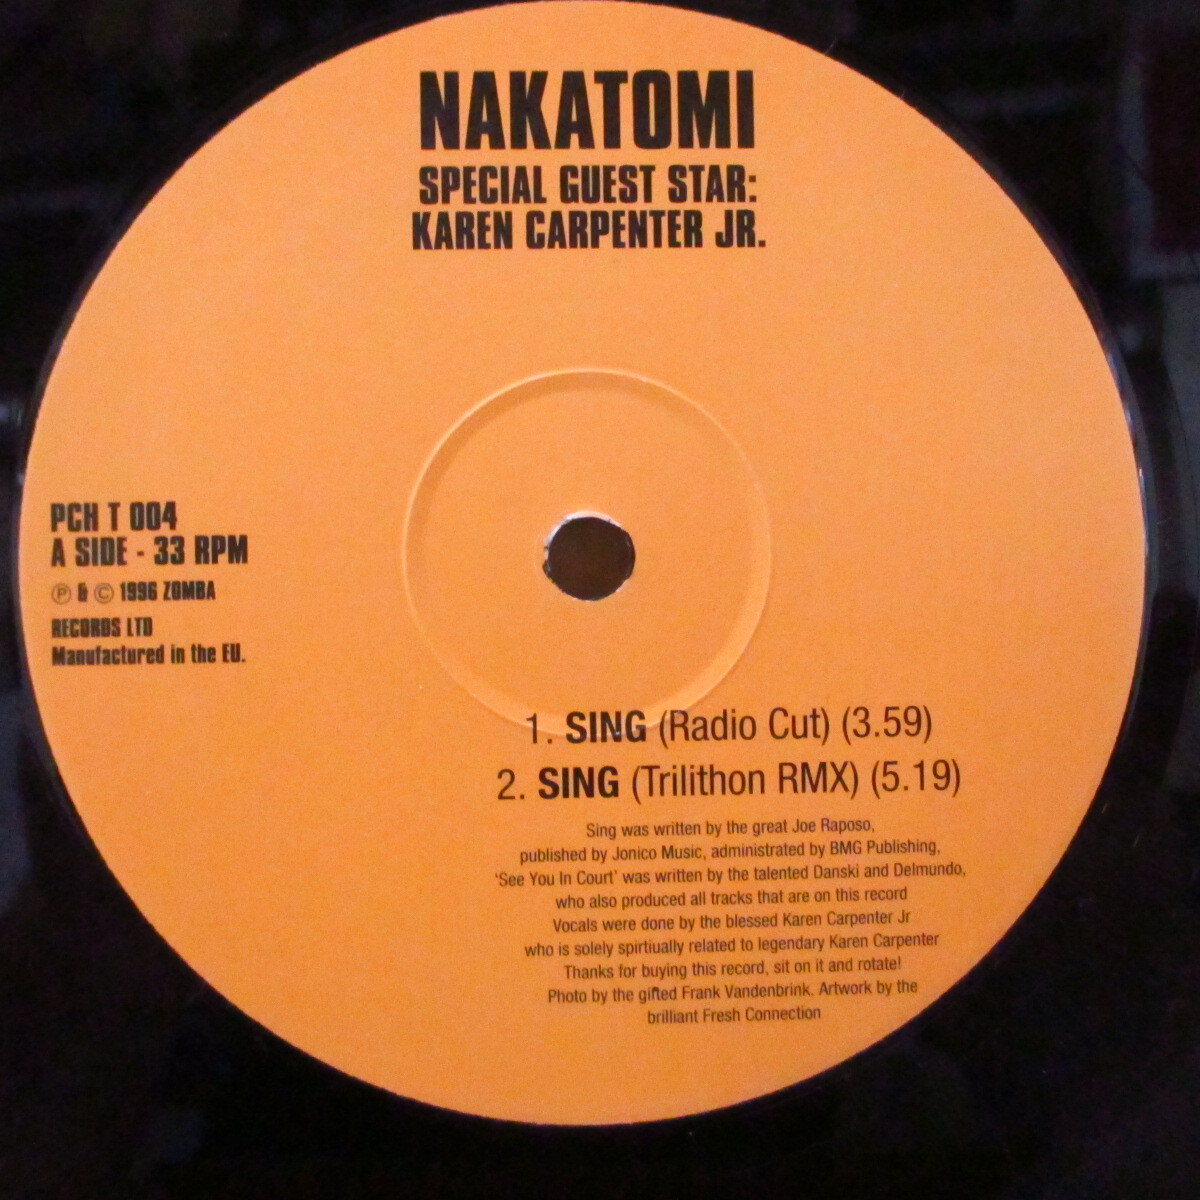 NAKATOMI
SPECIAL GUEST STAR:
KAREN CARPENTER JR.
PCH T 004
A SIDE - 33 RPM
℗ & © 1996 ZOMBA
RECORDS LTD
Manufactured in the EU.
1. SING (Radio Cut) (3.59)
2. SING (Trilithon RMX) (5.19)
Sing was written by the great Joe Raposo,
published by Jonico Music, administrated by BMG Publishing,
'See You In Court' was written by the talented Danski and Delmundo,
who also produced all tracks that are on this record
Vocals were done by the blessed Karen Carpenter Jr
who is solely spirtiually related to legendary Karen Carpenter
Thanks for buying this record, sit on it and rotate!
Photo by the gifted Frank Vandenbrink. Artwork by the
brilliant Fresh Connection